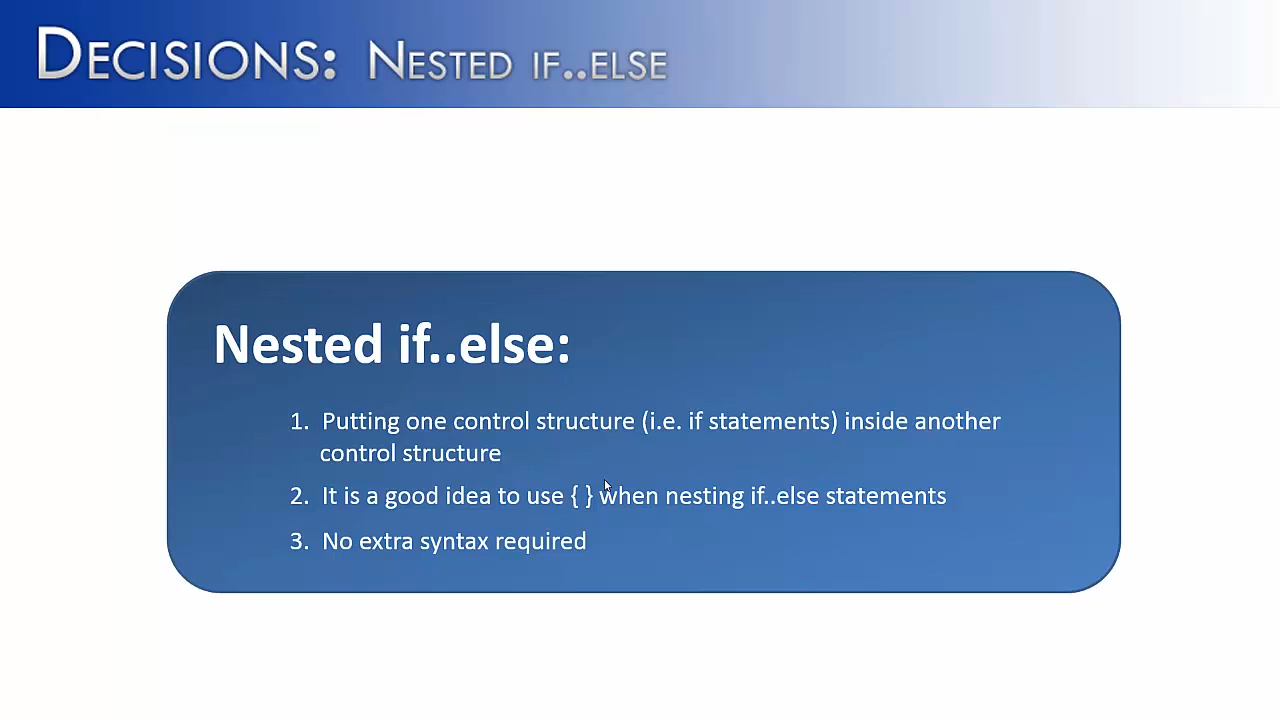 DECISIONS: NESTED IF..ELSE
Nested if..else:
1. Putting one control structure (i.e. if statements) inside another
control structure
2. It is a good idea to use { } when nesting if..else statements
3. No extra syntax required